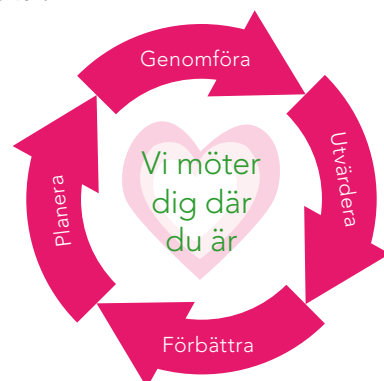 Genomföra
Utvärdera
Förbättra
Planera
Vi möter
dig där
du är